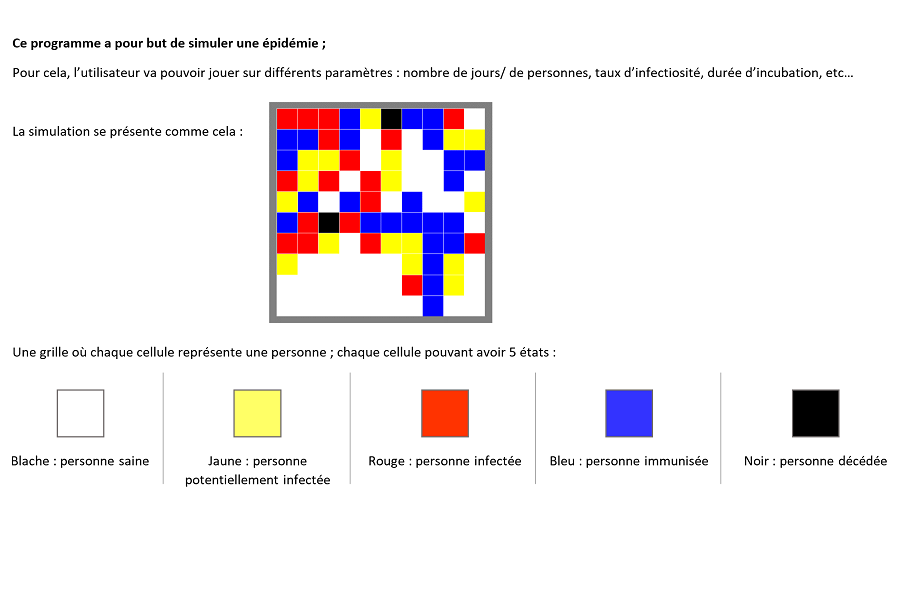 Ce programme a pour but de simuler une épidémie ;
Pour cela, l’utilisateur va pouvoir jouer sur différents paramètres : nombre de jours/ de personnes, taux d’infectiosité, durée d’incubation, etc…
La simulation se présente comme cela :
Une grille où chaque cellule représente une personne ; chaque cellule pouvant avoir 5 états :
Blache : personne saine
Jaune : personne
potentiellement infectée
Rouge : personne infectée
Bleu : personne immunisée
Noir : personne décédée